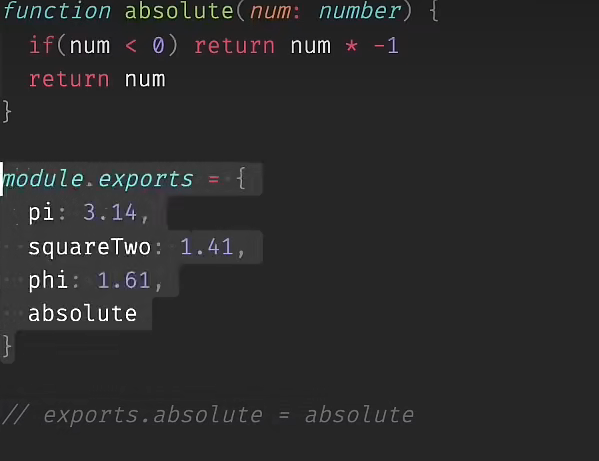 function absolute(num: number) {
if(num < 0) return num * -1
return num
}
module.exports = {
pi: 3.14,
squareTwo: 1.41,
phi: 1.61,
absolute
}
// exports.absolute = absolute